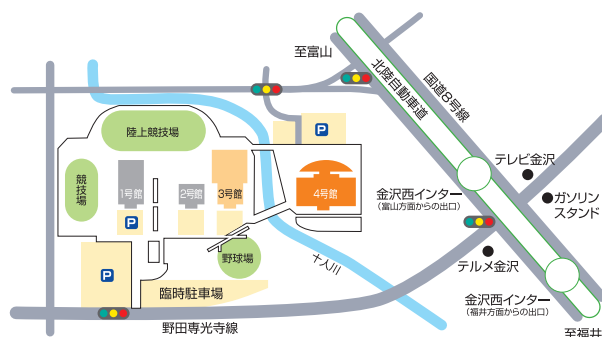 至富山
北陸自動車道
国道8号線
陸上競技場
P
競技場
1号館
2号館
3号館
4号館
P
テレビ金沢
ガソリン
スタンド
金沢西インター
(富山方面からの出口)
野球場
十人川
テルメ金沢
P
臨時駐車場
金沢西インター
(福井方面からの出口)
野田専光寺線
至福井